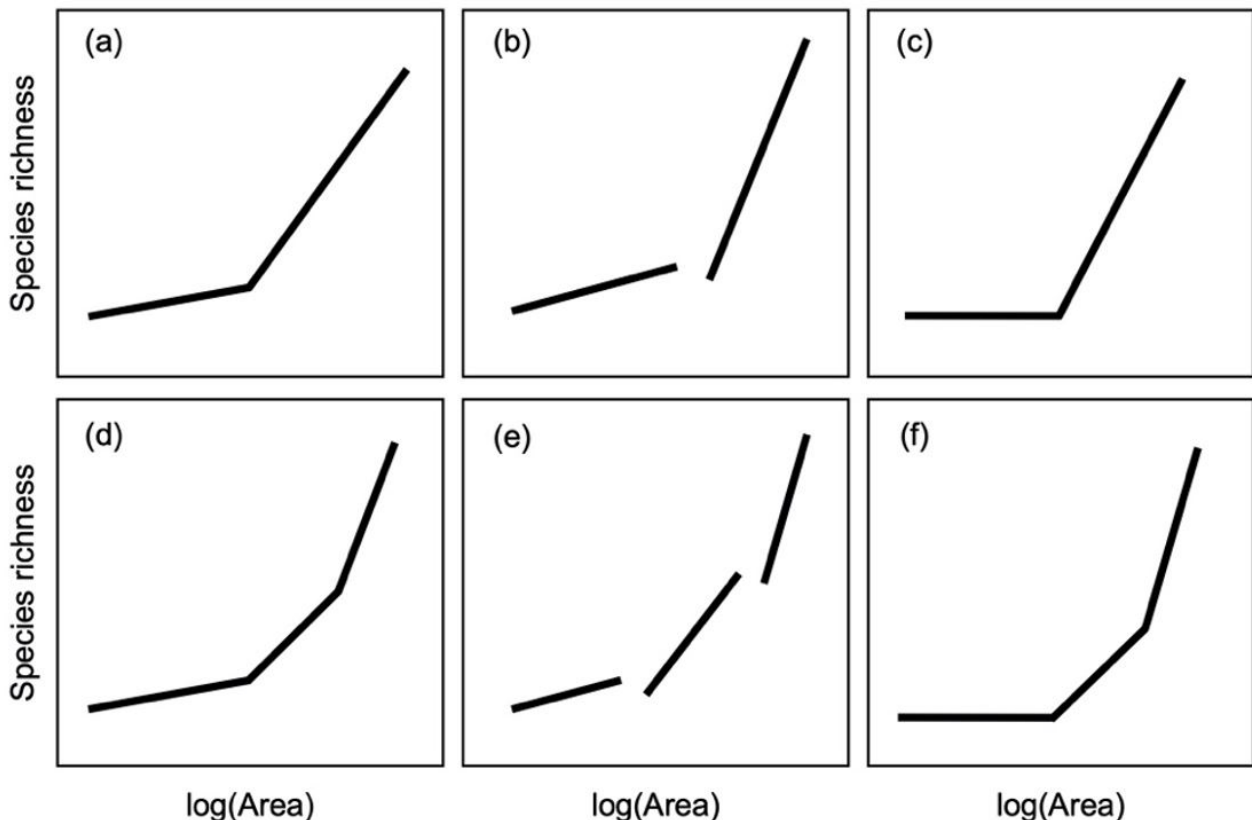 (a)
(b)
(c)
Species richness
(d)
(e)
(f)
Species richness
log(Area)
log(Area)
log(Area)